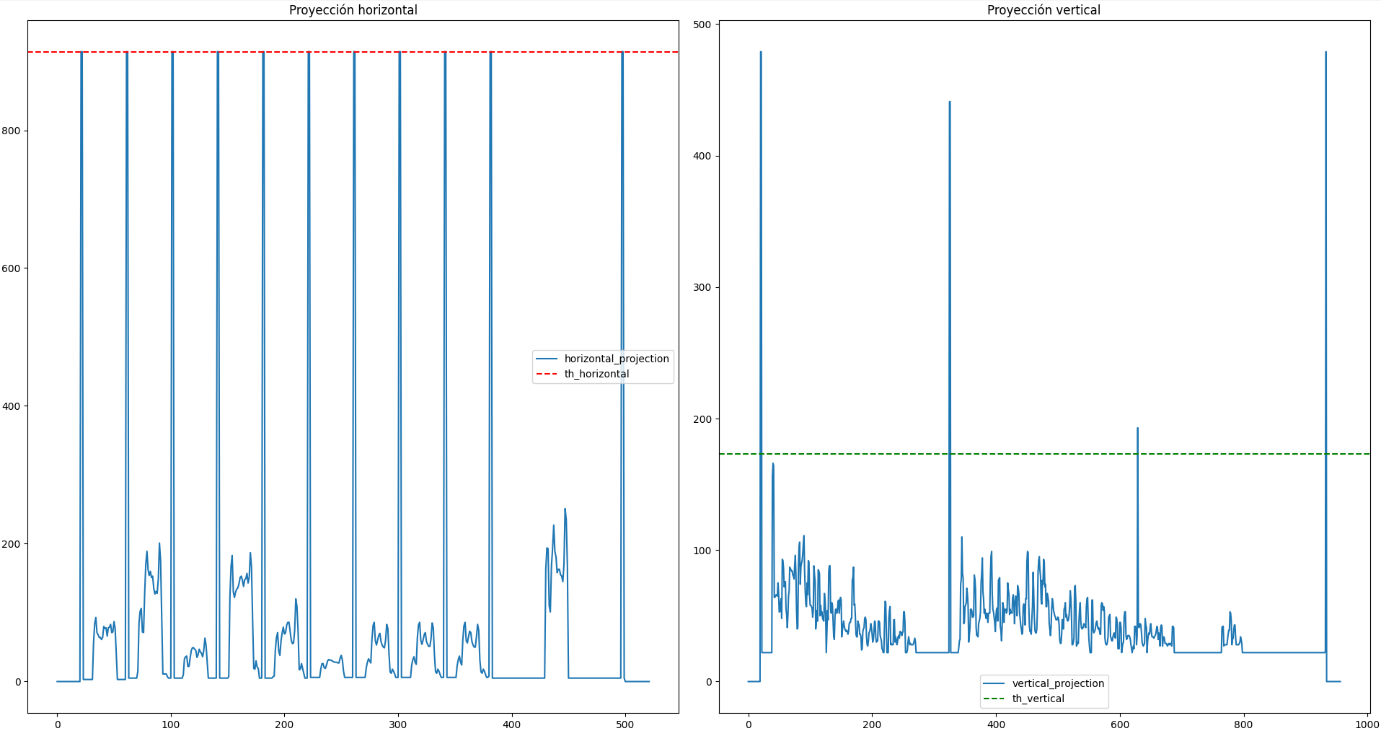 Proyección horizontal
800
600
400
200
0
0 100 200 300 400 500
horizontal_projection
th_horizontal
Proyección vertical
500
400
300
200
100
0
0 200 400 600 800 1000
vertical_projection
th_vertical